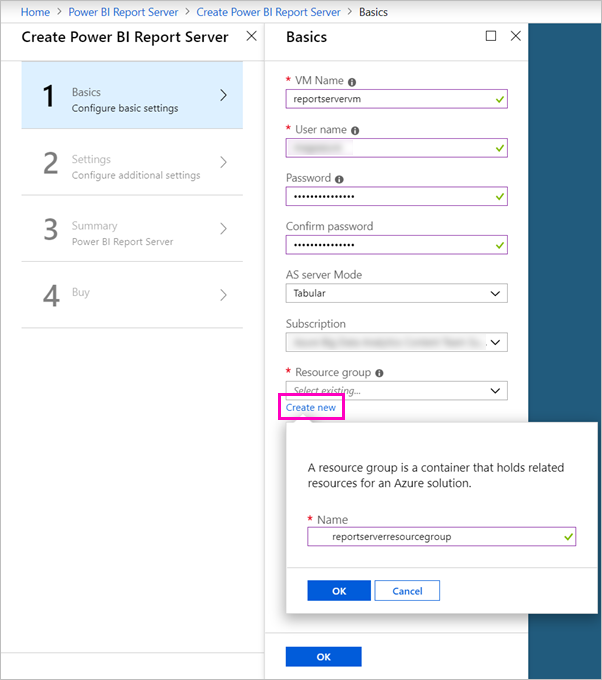 Home > Power BI Report Server > Create Power BI Report Server > Basics
Create Power BI Report Server
1
Basics
Configure basic settings
2
Settings
Configure additional settings
3
Summary
Power BI Report Server
4
Buy
Basics
* VM Name
reportservervm
* User name
Password
•••••••••••••••
Confirm password
•••••••••••••••
AS server Mode
Tabular
Subscription
* Resource group
Select existing...
Create new
A resource group is a container that holds related
resources for an Azure solution.
* Name
reportserverresourcegroup
OK
Cancel
OK